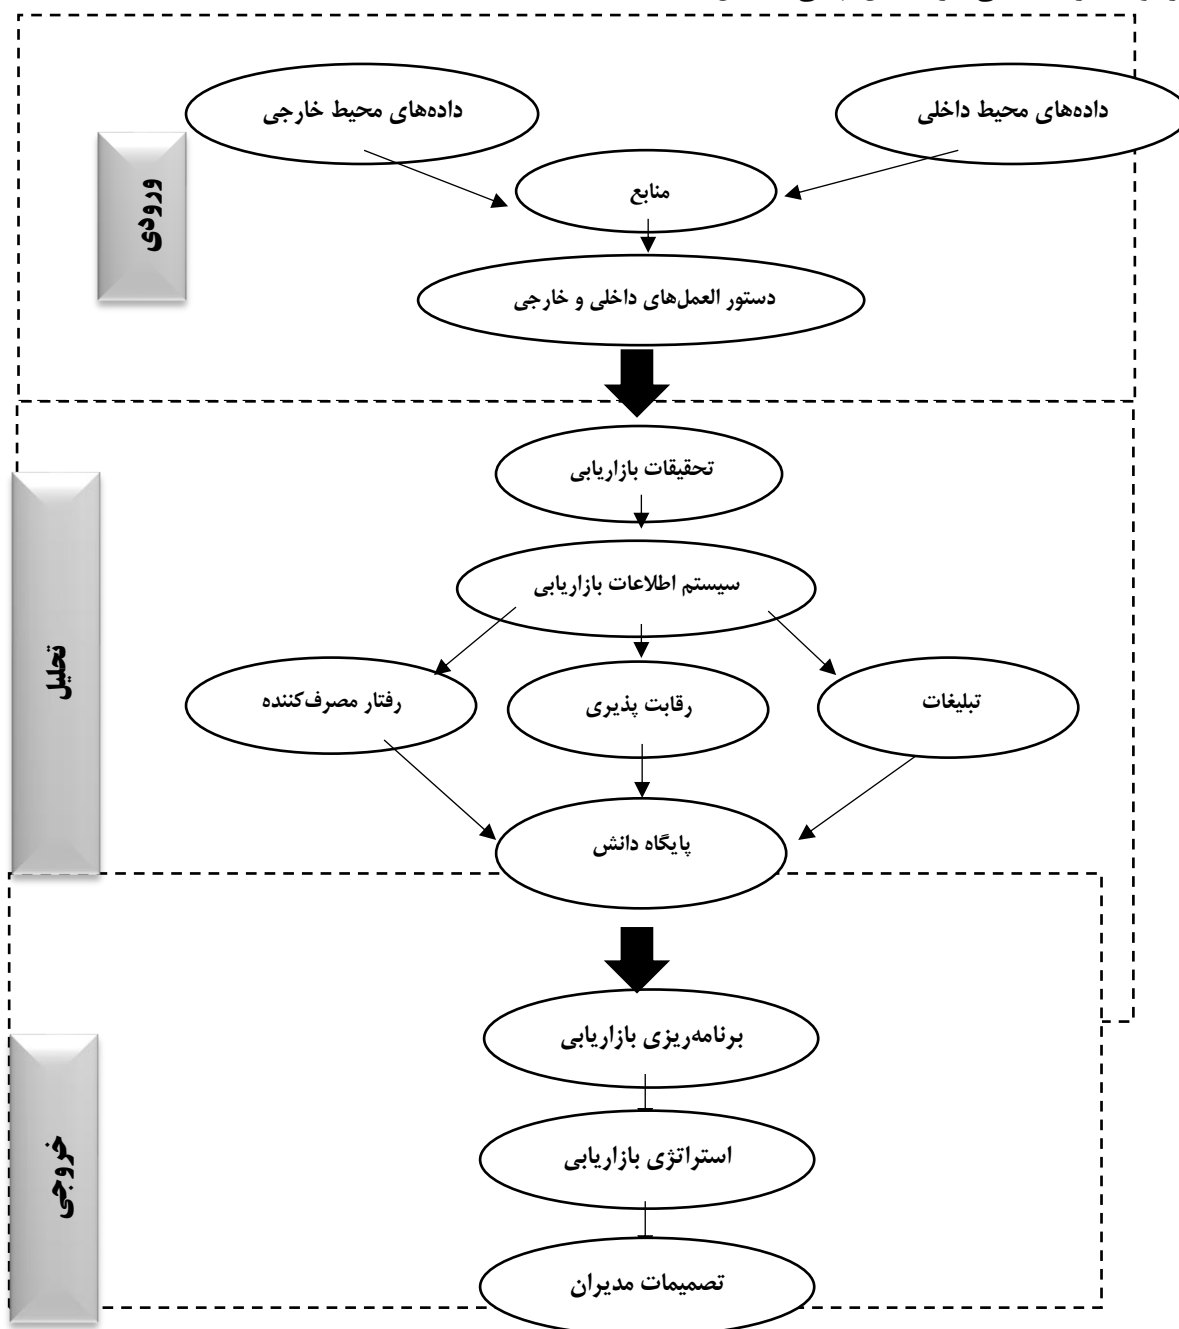 داده‌های محیط داخلی
داده‌های محیط خارجی
ورودی
منابع
دستور العمل‌های داخلی و خارجی
تحقیقات بازاریابی
سیستم اطلاعات بازاریابی
تحلیل
تبلیغات
رقابت پذیری
رفتار مصرف‌کننده
پایگاه دانش
برنامه‌ریزی بازاریابی
خروجی
استراتژی بازاریابی
تصمیمات مدیران